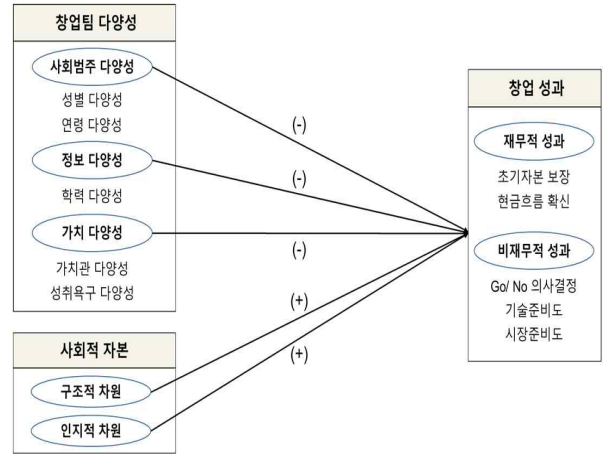 창업팀 다양성
사회범주 다양성
성별 다양성
연령 다양성
정보 다양성
학력 다양성
가치 다양성
가치관 다양성
성취욕구 다양성
사회적 자본
구조적 차원
인지적 차원
(-)
(-)
(-)
(+)
(+)
창업 성과
재무적 성과
초기자본 보장
현금흐름 확신
비재무적 성과
Go/ No 의사결정
기술준비도
시장준비도